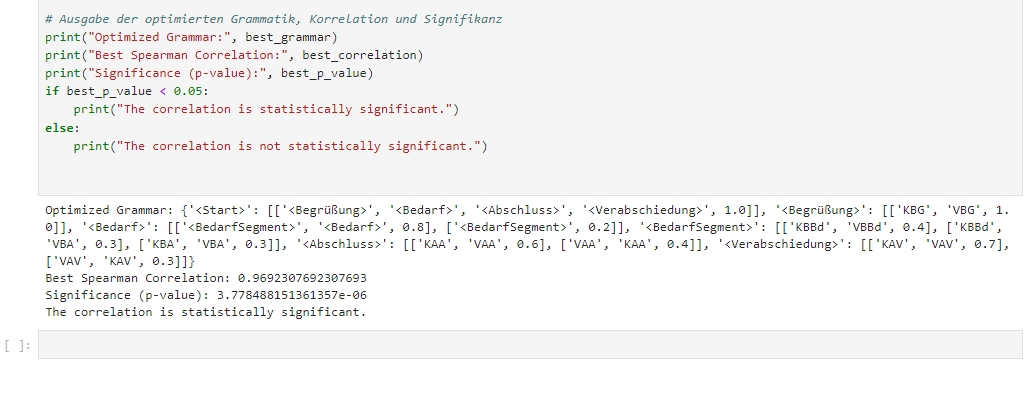 # Ausgabe der optimierten Grammatik, Korrelation und Signifikanz
print("Optimized Grammar:", best_grammar)
print("Best Spearman Correlation:", best_correlation)
print("Significance (p-value):", best_p_value)
if best_p_value < 0.05:
    print("The correlation is statistically significant.")
else:
    print("The correlation is not statistically significant.")
Optimized Grammar: {'<Start>': [['<Begrüßung>', '<Bedarf>', '<Abschluss>', '<Verabschiedung>', 1.0]], '<Begrüßung>': [['KBG', 'VBG', 1.
0]], '<Bedarf>': [['<BedarfSegment>', '<Bedarf>', 0.8], ['<BedarfSegment>', 0.2]], '<BedarfSegment>': [['KBBd', 'VBBd', 0.4], ['KBBd',
'VBA', 0.3], ['KBA', 'VBA', 0.3]], '<Abschluss>': [['KAA', 'VAA', 0.6], ['VAA', 'KAA', 0.4]], '<Verabschiedung>': [['KAV', 'VAV', 0.7],
['VAV', 'KAV', 0.3]]}
Best Spearman Correlation: 0.9692307692307693
Significance (p-value): 3.778488151361357e-06
The correlation is statistically significant.
[ ]: